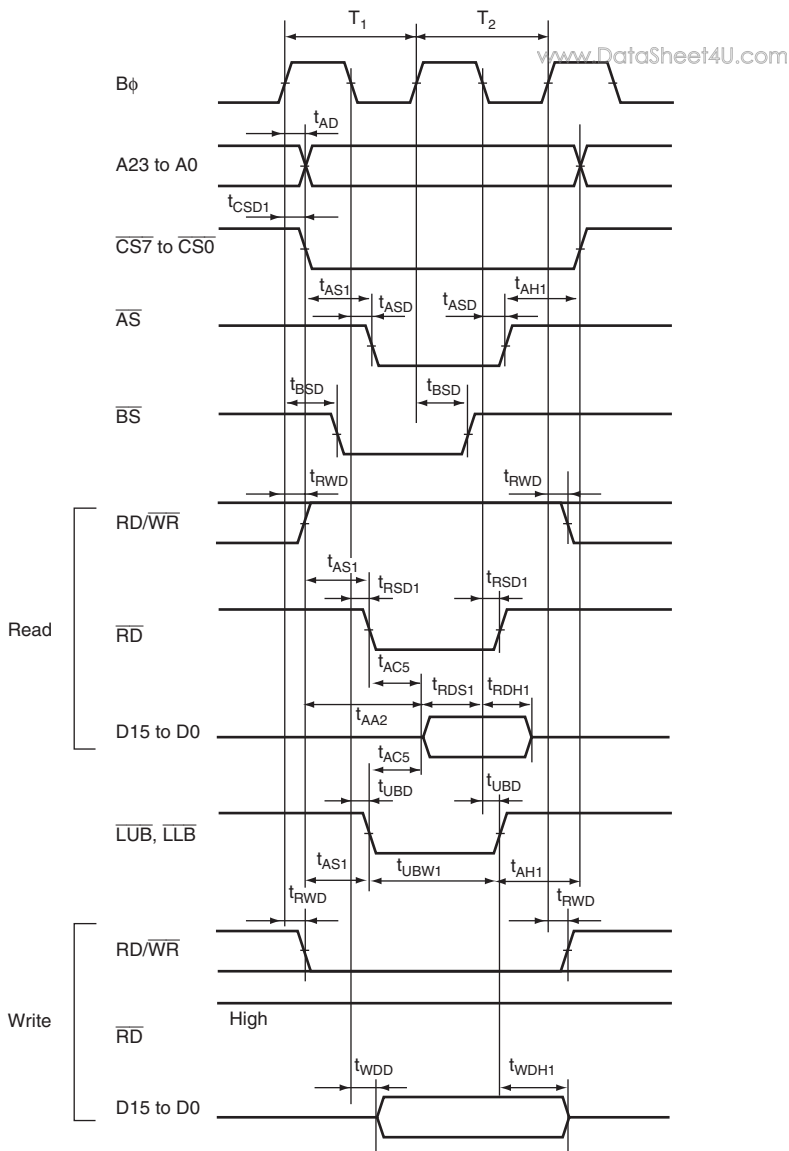 T1 T2
www.DataSheet4U.com
Bφ
tAD
A23 to A0
tCSD1
CS7 to CS0
tAS1 tASD tASD tAH1
AS
tBSD tBSD
BS
tRWD tRWD
RD/WR
tAS1 tRSD1 tRSD1
Read
RD
tAC5
tRDS1 tRDH1
tAA2
D15 to D0
tAC5
tUBD tUBD
LUB, LLB
tAS1 tUBW1 tAH1
tRWD tRWD
RD/WR
High
Write
RD
tWDD tWDH1
D15 to D0